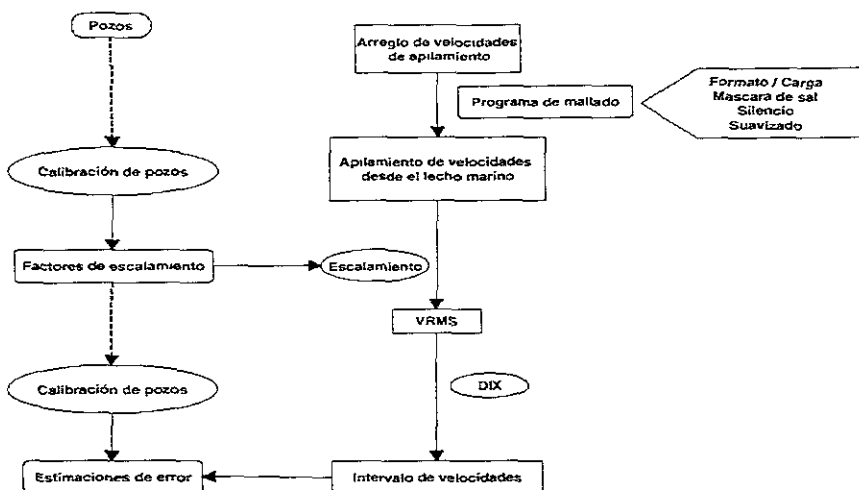 Pozos
Arreglo de velocidades
de apilamiento
Programa de mallado
Formato / Carga
Mascara de sal
Silencio
Suavizado
Calibración de pozos
Apilamiento de velocidades
desde el lecho marino
Factores de escalamiento
Escalamiento
VRMS
Calibración de pozos
DIX
Estimaciones de error
Intervalo de velocidades